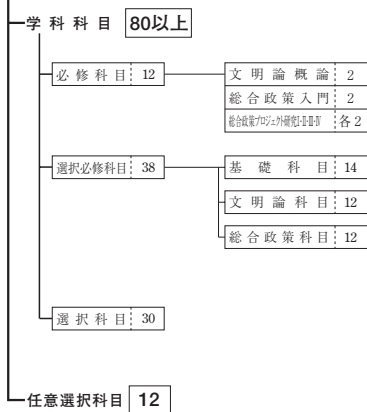 学科科目 80以上
必修科目 12
文明論概論 2
総合政策入門 2
総合政策プロジェクト研究I・II・III・IV 各2
選択必修科目 38
基礎科目 14
文明論科目 12
総合政策科目 12
選択科目 30
任意選択科目 12